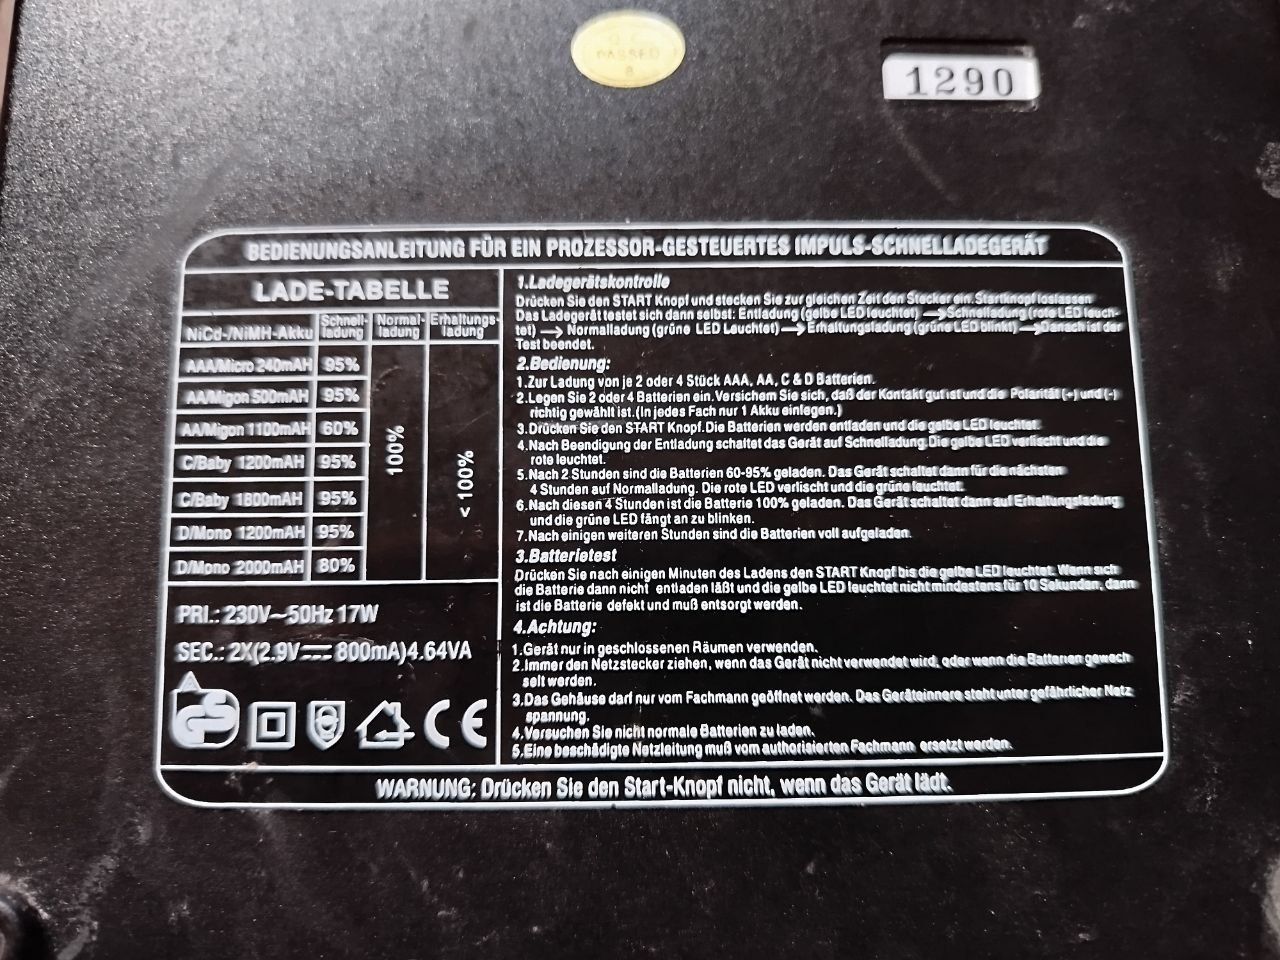 Q.C.
PASSED
8
1290
BEDIENUNGSANLEITUNG FÜR EIN PROZESSOR-GESTEUERTES IMPULS-SCHNELLADEGERÄT
LADE-TABELLE
NiCd-/NiMH-Akku Schnell-ladung Normal-ladung Erhaltungs-ladung
AAA/Micro 240mAH 95%
AA/Migon 500mAH 95%
AA/Migon 1100mAH 60%
C/Baby 1200mAH 95%
C/Baby 1800mAH 95%
D/Mono 1200mAH 95%
D/Mono 2000mAH 80%
100%
<100%
PRI.: 230V~50Hz 17W
SEC.: 2X(2.9V⎓800mA)4.64VA
GS
CE
1.Ladegerätskontrolle
Drücken Sie den START Knopf und stecken Sie zur gleichen Zeit den Stecker ein. Startknopf loslassen
Das Ladegerät testet sich dann selbst: Entladung (gelbe LED leuchtet) → Schnelladung (rote LED leuch-
tet) → Normalladung (grüne LED Leuchtet) → Erhaltungsladung (grüne LED blinkt) → Danach ist der
Test beendet.
2.Bedienung:
1.Zur Ladung von je 2 oder 4 Stück AAA, AA, C & D Batterien.
2.Legen Sie 2 oder 4 Batterien ein. Versichern Sie sich, daß der Kontakt gut ist und die Polarität (+) und (-)
richtig gewählt ist.(In jedes Fach nur 1 Akku einlegen.)
3.Drücken Sie den START Knopf. Die Batterien werden entladen und die gelbe LED leuchtet.
4.Nach Beendigung der Entladung schaltet das Gerät auf Schnelladung. Die gelbe LED verlischt und die
rote leuchtet.
5.Nach 2 Stunden sind die Batterien 60-95% geladen. Das Gerät schaltet dann für die nächsten
4 Stunden auf Normalladung. Die rote LED verlischt und die grüne leuchtet.
6.Nach diesen 4 Stunden ist die Batterie 100% geladen. Das Gerät schaltet dann auf Erhaltungsladung
und die grüne LED fängt an zu blinken.
7.Nach einigen weiteren Stunden sind die Batterien voll aufgeladen.
3.Batterietest
Drücken Sie nach einigen Minuten des Ladens den START Knopf bis die gelbe LED leuchtet. Wenn sich
die Batterie dann nicht entladen läßt und die gelbe LED leuchtet nicht mindestens für 10 Sekunden, dann
ist die Batterie defekt und muß entsorgt werden.
4.Achtung:
1.Gerät nur in geschlossenen Räumen verwenden.
2.Immer den Netzstecker ziehen, wenn das Gerät nicht verwendet wird, oder wenn die Batterien gewech
selt werden.
3.Das Gehäuse darf nur vom Fachmann geöffnet werden. Das Geräteinnere steht unter gefährlicher Netz
spannung.
4.Versuchen Sie nicht normale Batterien zu laden.
5.Eine beschädigte Netzleitung muß vom authorisierten Fachmann ersetzt werden.
WARNUNG: Drücken Sie den Start-Knopf nicht, wenn das Gerät lädt.